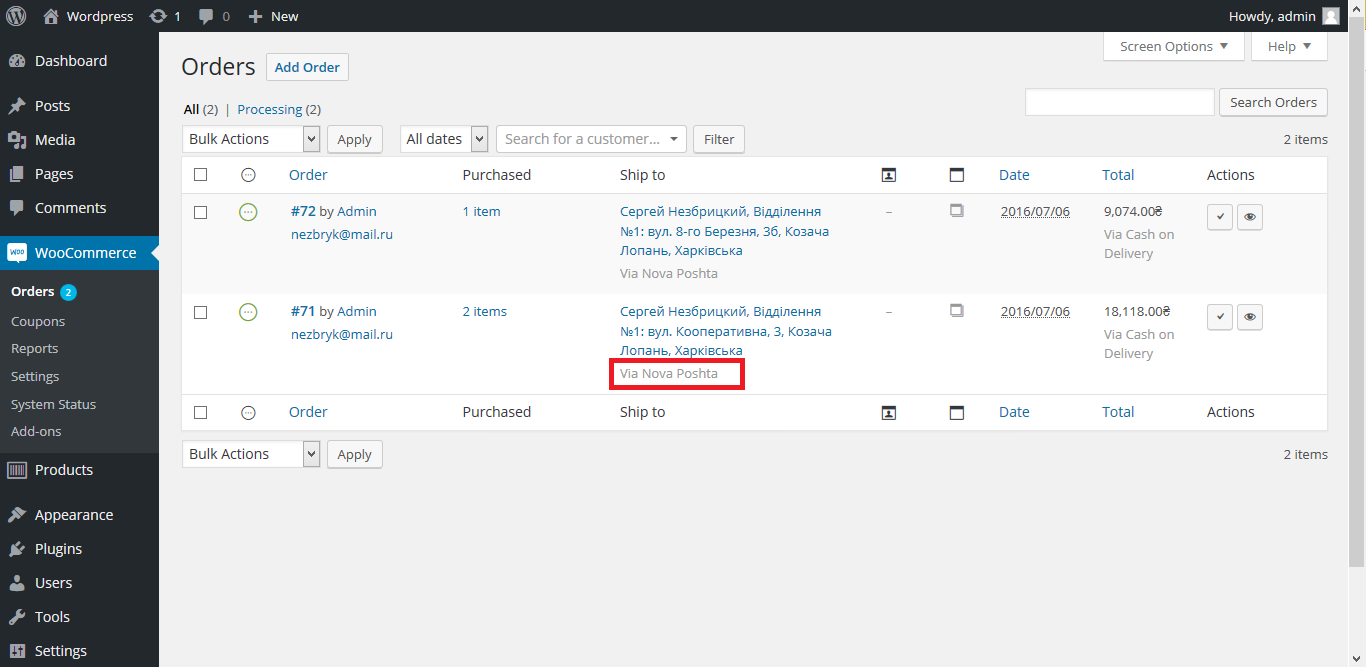 Wordpress 1 0 New Howdy, admin
Screen Options Help
Dashboard
Posts
Media
Pages
Comments
WooCommerce
Orders 2
Coupons
Reports
Settings
System Status
Add-ons
Products
Appearance
Plugins
Users
Tools
Settings
Orders Add Order
All (2) | Processing (2)
Search Orders
Bulk Actions Apply All dates Search for a customer... Filter 2 items
Order Purchased Ship to Date Total Actions
#72 by Admin 1 item Сергей Незбрицкий, Відділення – 2016/07/06 9,074.00₴
nezbryk@mail.ru №1: вул. 8-го Березня, 3б, Козача Via Cash on
Лопань, Харківська Delivery
Via Nova Poshta
#71 by Admin 2 items Сергей Незбрицкий, Відділення – 2016/07/06 18,118.00₴
nezbryk@mail.ru №1: вул. Кооперативна, 3, Козача Via Cash on
Лопань, Харківська Delivery
Via Nova Poshta
Order Purchased Ship to Date Total Actions
Bulk Actions Apply 2 items